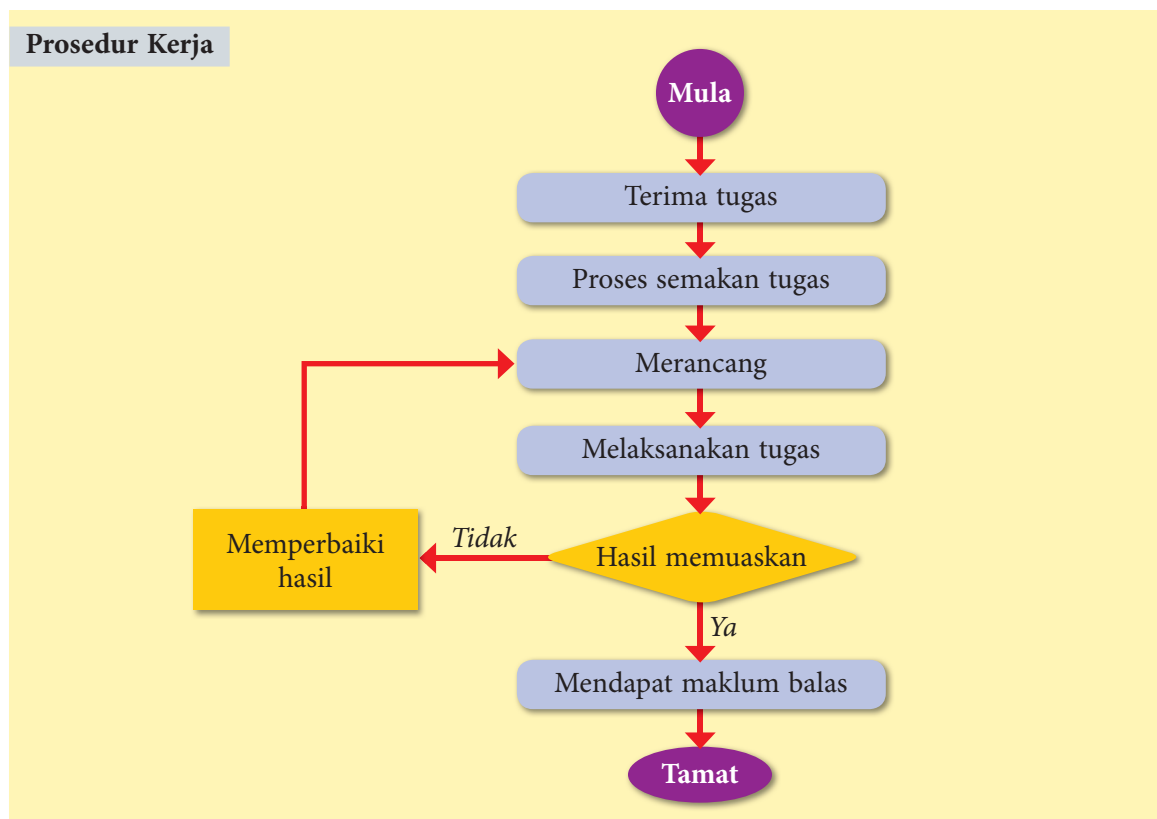 Prosedur Kerja
Mula
Terima tugas
Proses semakan tugas
Merancang
Melaksanakan tugas
Hasil memuaskan
Tidak
Memperbaiki
hasil
Ya
Mendapat maklum balas
Tamat